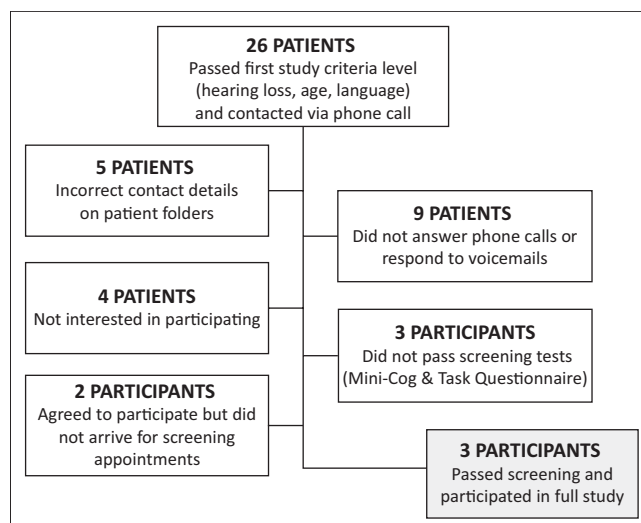 26 PATIENTS
Passed first study criteria level
(hearing loss, age, language)
and contacted via phone call
5 PATIENTS
Incorrect contact details
on patient folders
9 PATIENTS
Did not answer phone calls or
respond to voicemails
4 PATIENTS
Not interested in participating
3 PARTICIPANTS
Did not pass screening tests
(Mini-Cog & Task Questionnaire)
2 PARTICIPANTS
Agreed to participate but did
not arrive for screening
appointments
3 PARTICIPANTS
Passed screening and
participated in full study